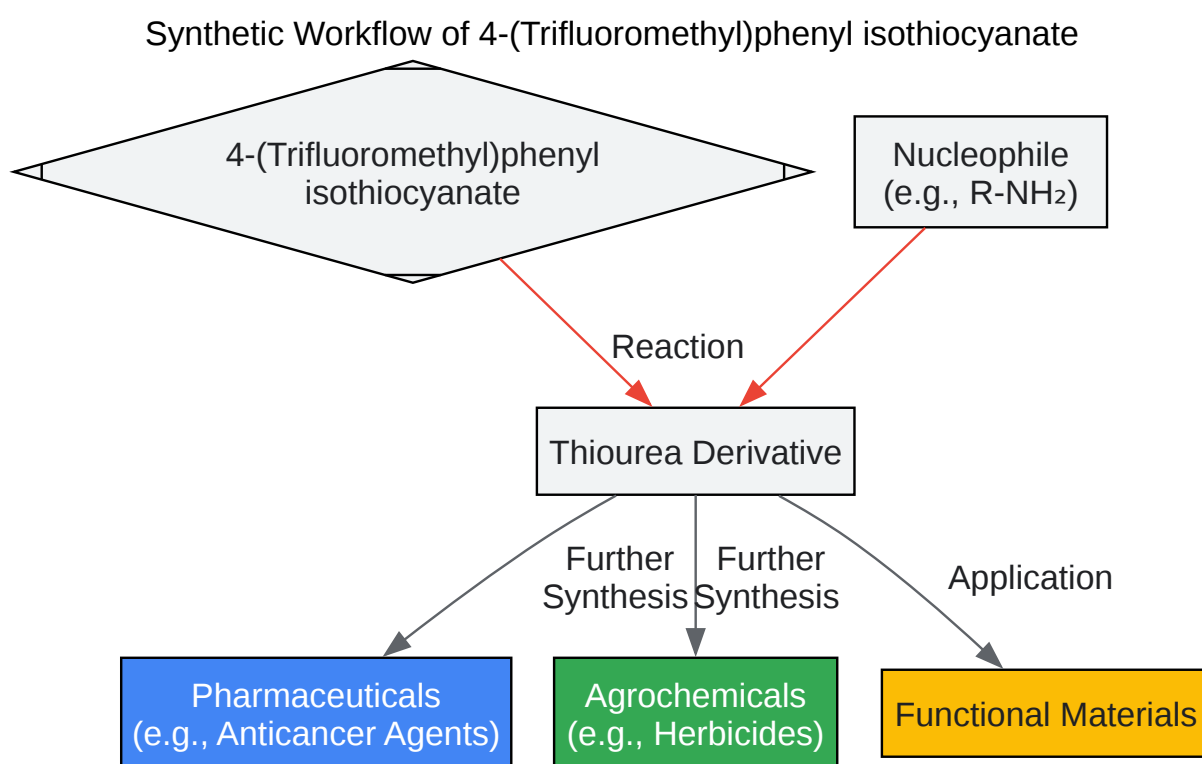 Synthetic Workflow of 4-(Trifluoromethyl)phenyl isothiocyanate
4-(Trifluoromethyl)phenyl
isothiocyanate
Nucleophile
(e.g., R-NH₂)
Reaction
Thiourea Derivative
Further
Synthesis
Further
Synthesis
Application
Pharmaceuticals
(e.g., Anticancer Agents)
Agrochemicals
(e.g., Herbicides)
Functional Materials